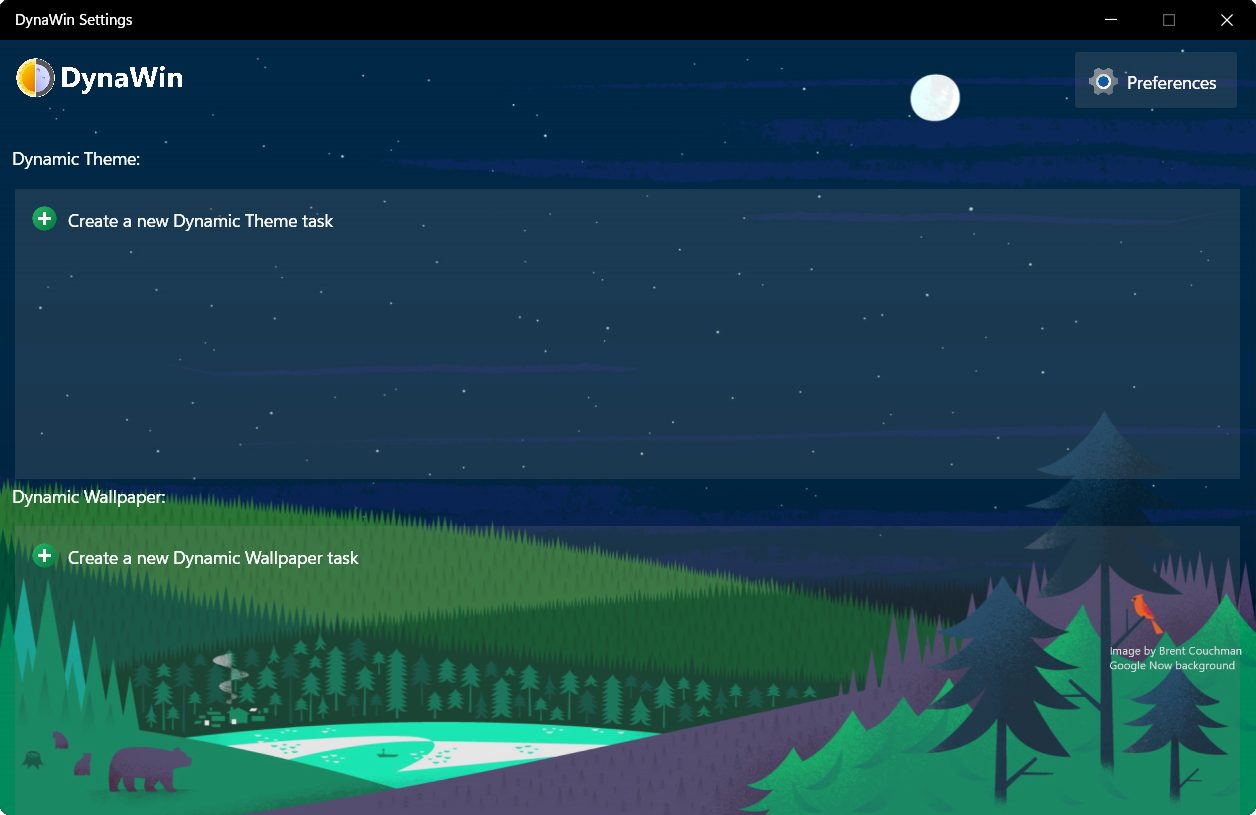 DynaWin Settings
DynaWin
Preferences
Dynamic Theme:
Create a new Dynamic Theme task
Dynamic Wallpaper:
Create a new Dynamic Wallpaper task
Image by Brent Couchman
Google Now background